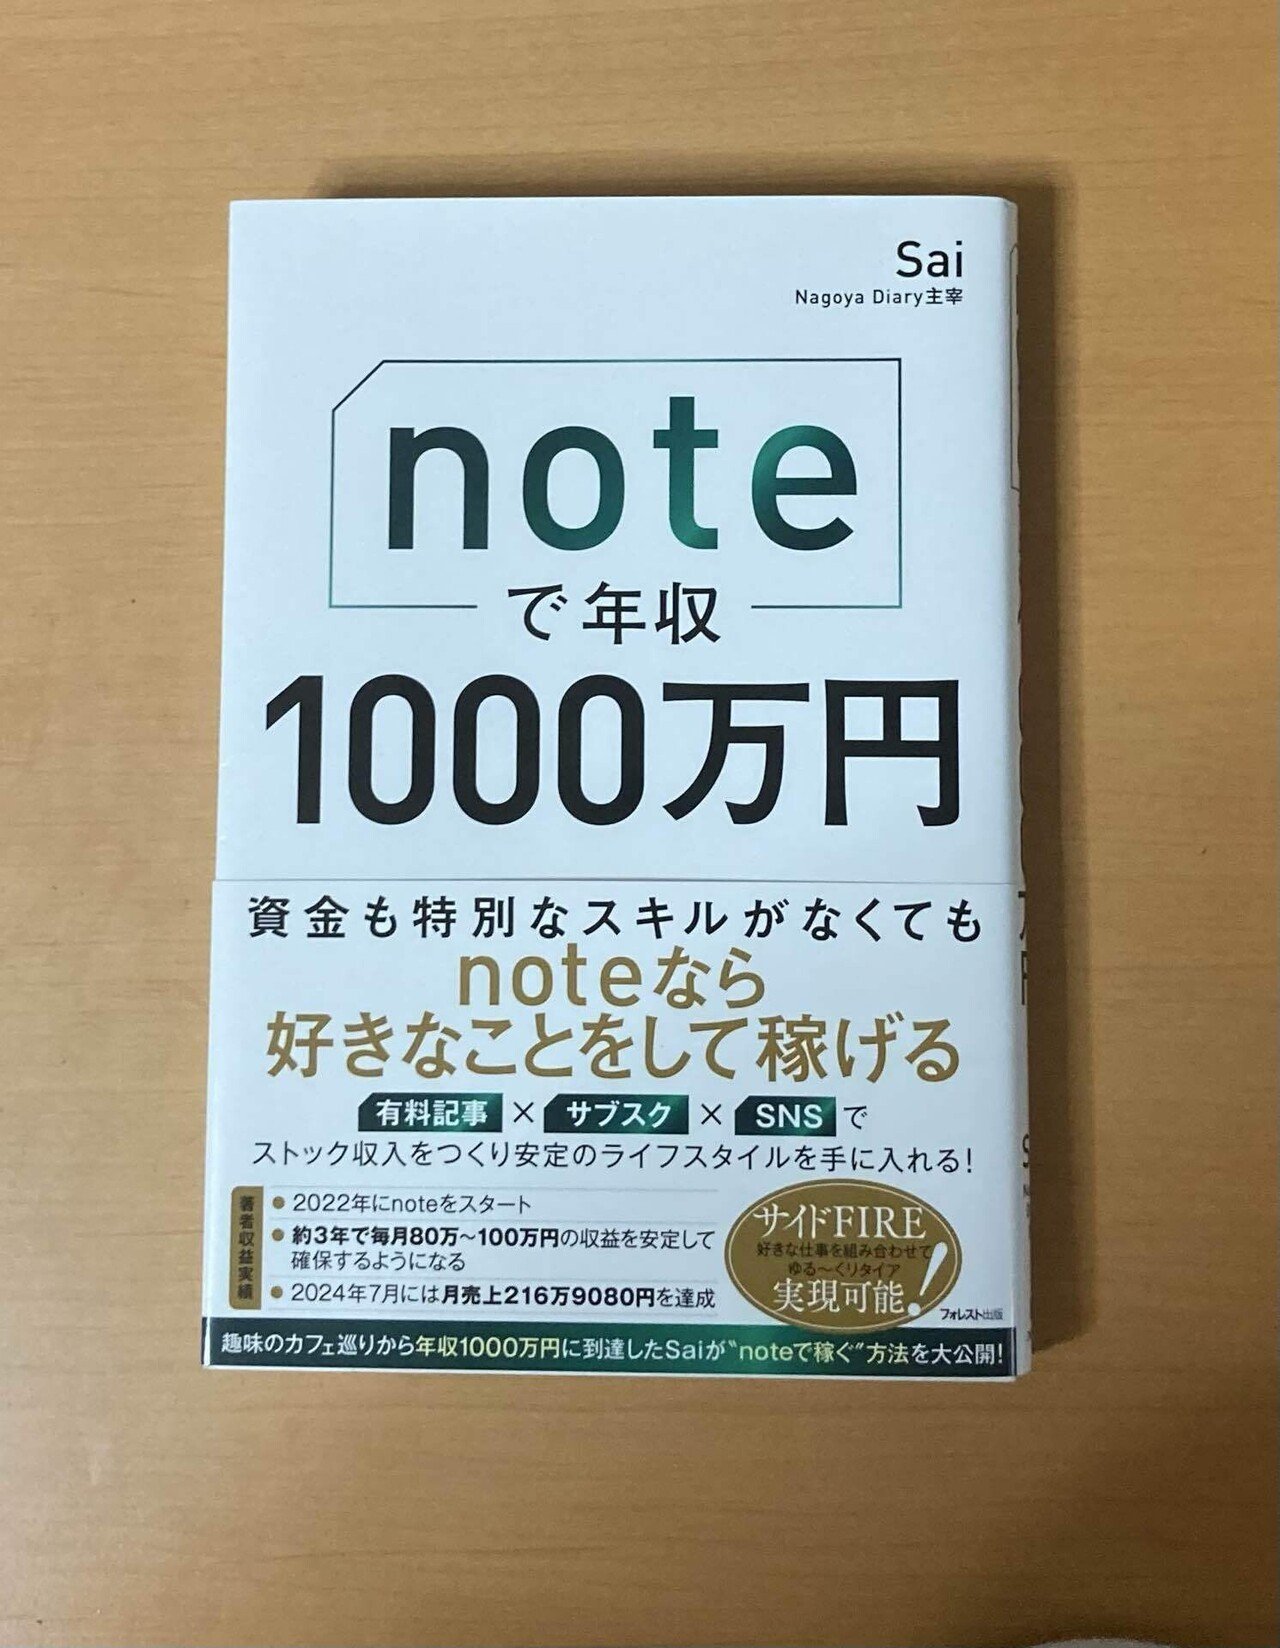 Sai
Nagoya Diary主宰
note
で年収
1000万円
資金も特別なスキルがなくても
noteなら
好きなことをして稼げる
有料記事 × サブスク × SNS で
ストック収入をつくり安定のライフスタイルを手に入れる!
著者収益実績
● 2022年にnoteをスタート
● 約3年で毎月80万~100万円の収益を安定して
確保するようになる
● 2024年7月には月売上216万9080円を達成
サイドFIRE
好きな仕事を組み合わせて
ゆる~くリタイア
実現可能!
フォレスト出版
趣味のカフェ巡りから年収1000万円に到達したSaiが"noteで稼ぐ"方法を大公開!